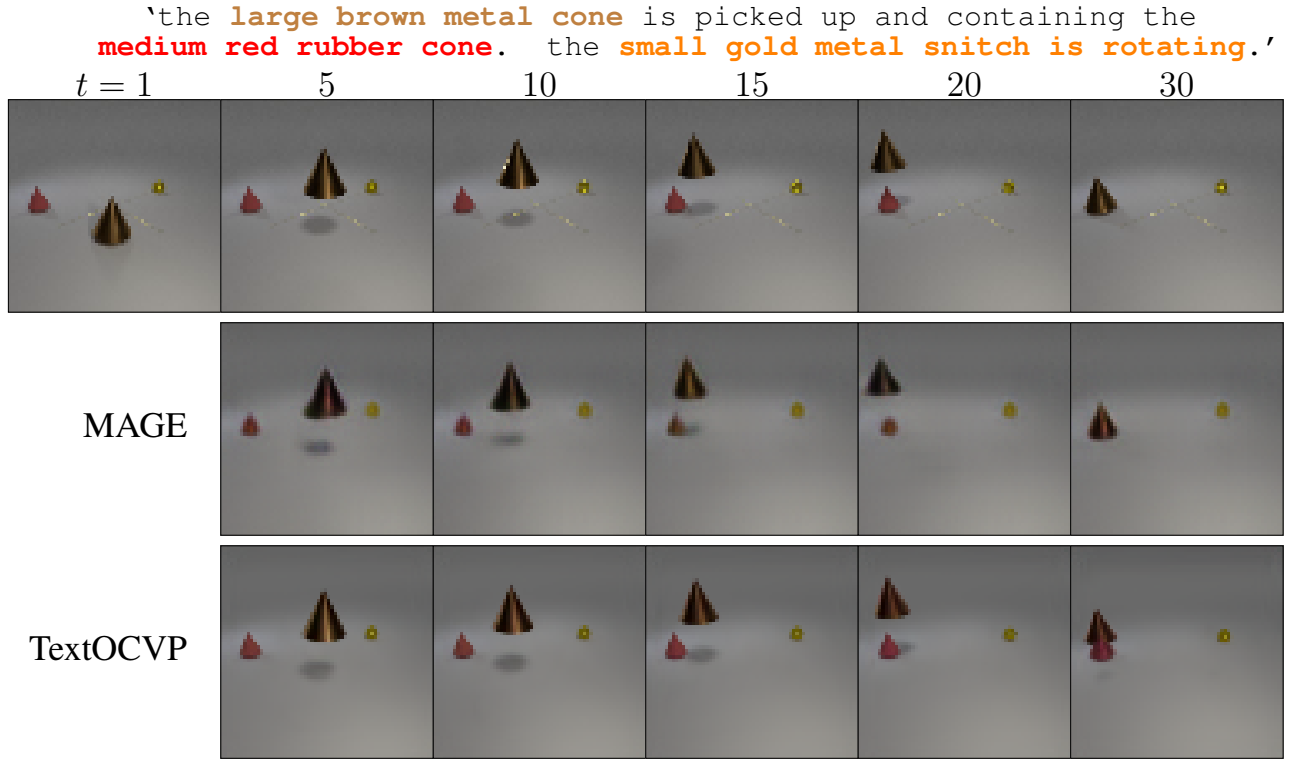 ‘the large brown metal cone is picked up and containing the
medium red rubber cone. the small gold metal snitch is rotating.’
t = 1 5 10 15 20 30
MAGE
TextOCVP